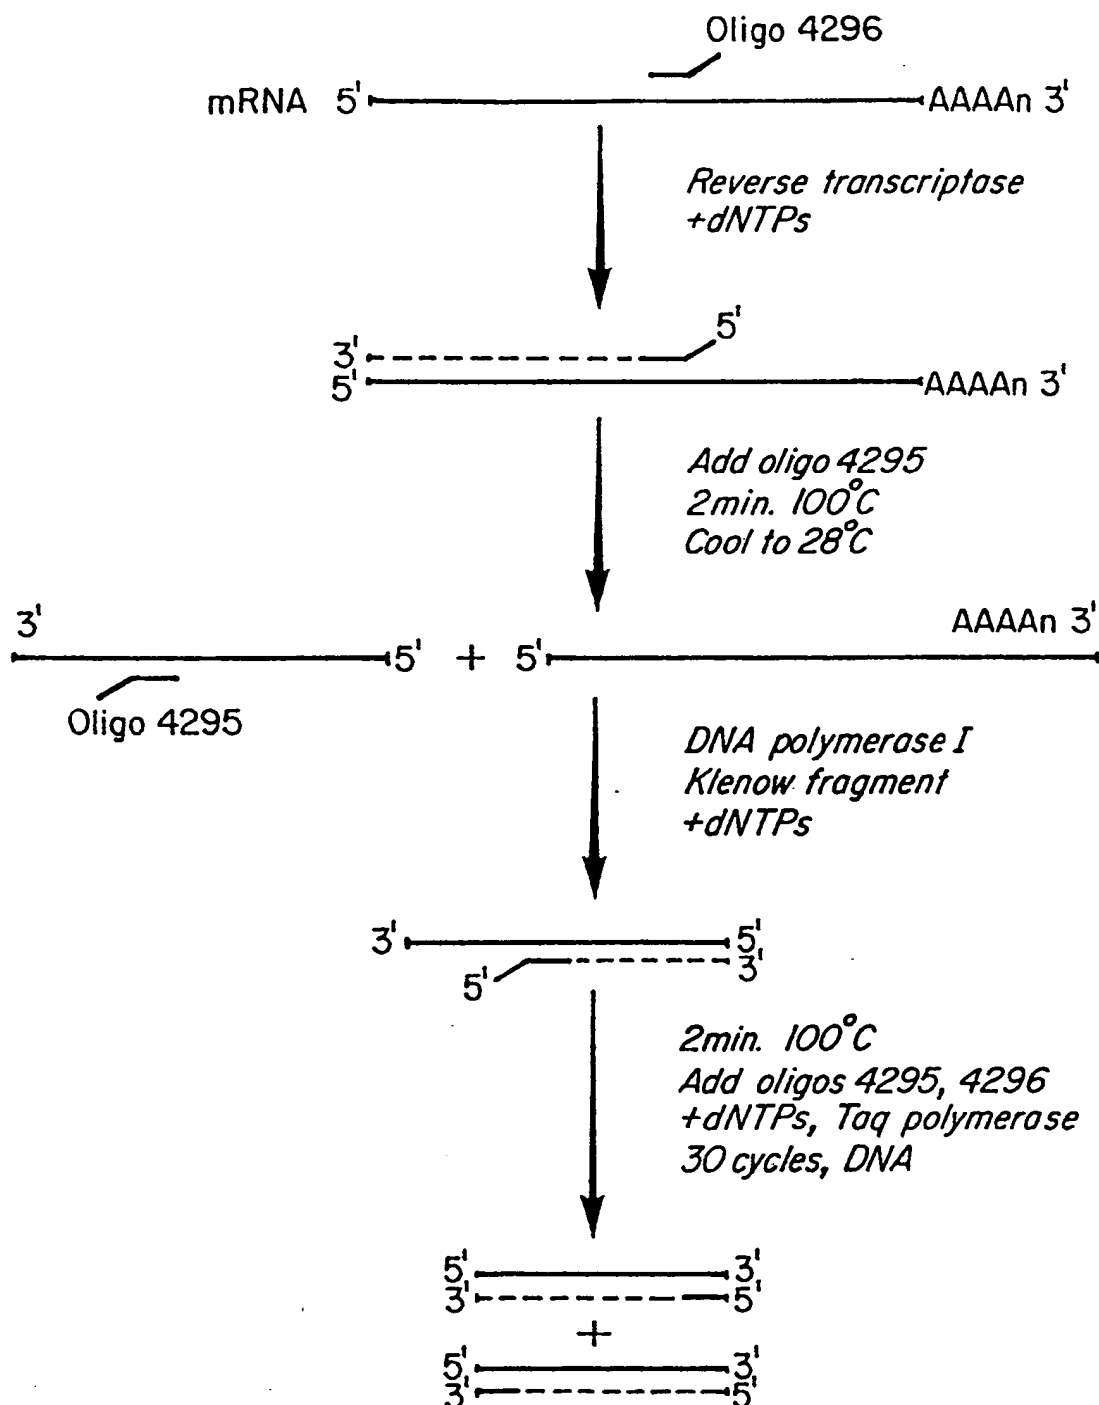 Oligo 4296
mRNA 5' AAAAn 3'
Reverse transcriptase
+dNTPs
5'
3'
5' AAAAn 3'
Add oligo 4295
2min. 100°C
Cool to 28°C
3' AAAAn 3'
5' + 5'
Oligo 4295
DNA polymerase I
Klenow fragment
+dNTPs
3' 5'
5' 3'
2min. 100°C
Add oligos 4295, 4296
+dNTPs, Taq polymerase
30 cycles, DNA
5' 3'
3' 5'
+
5' 3'
3' 5'